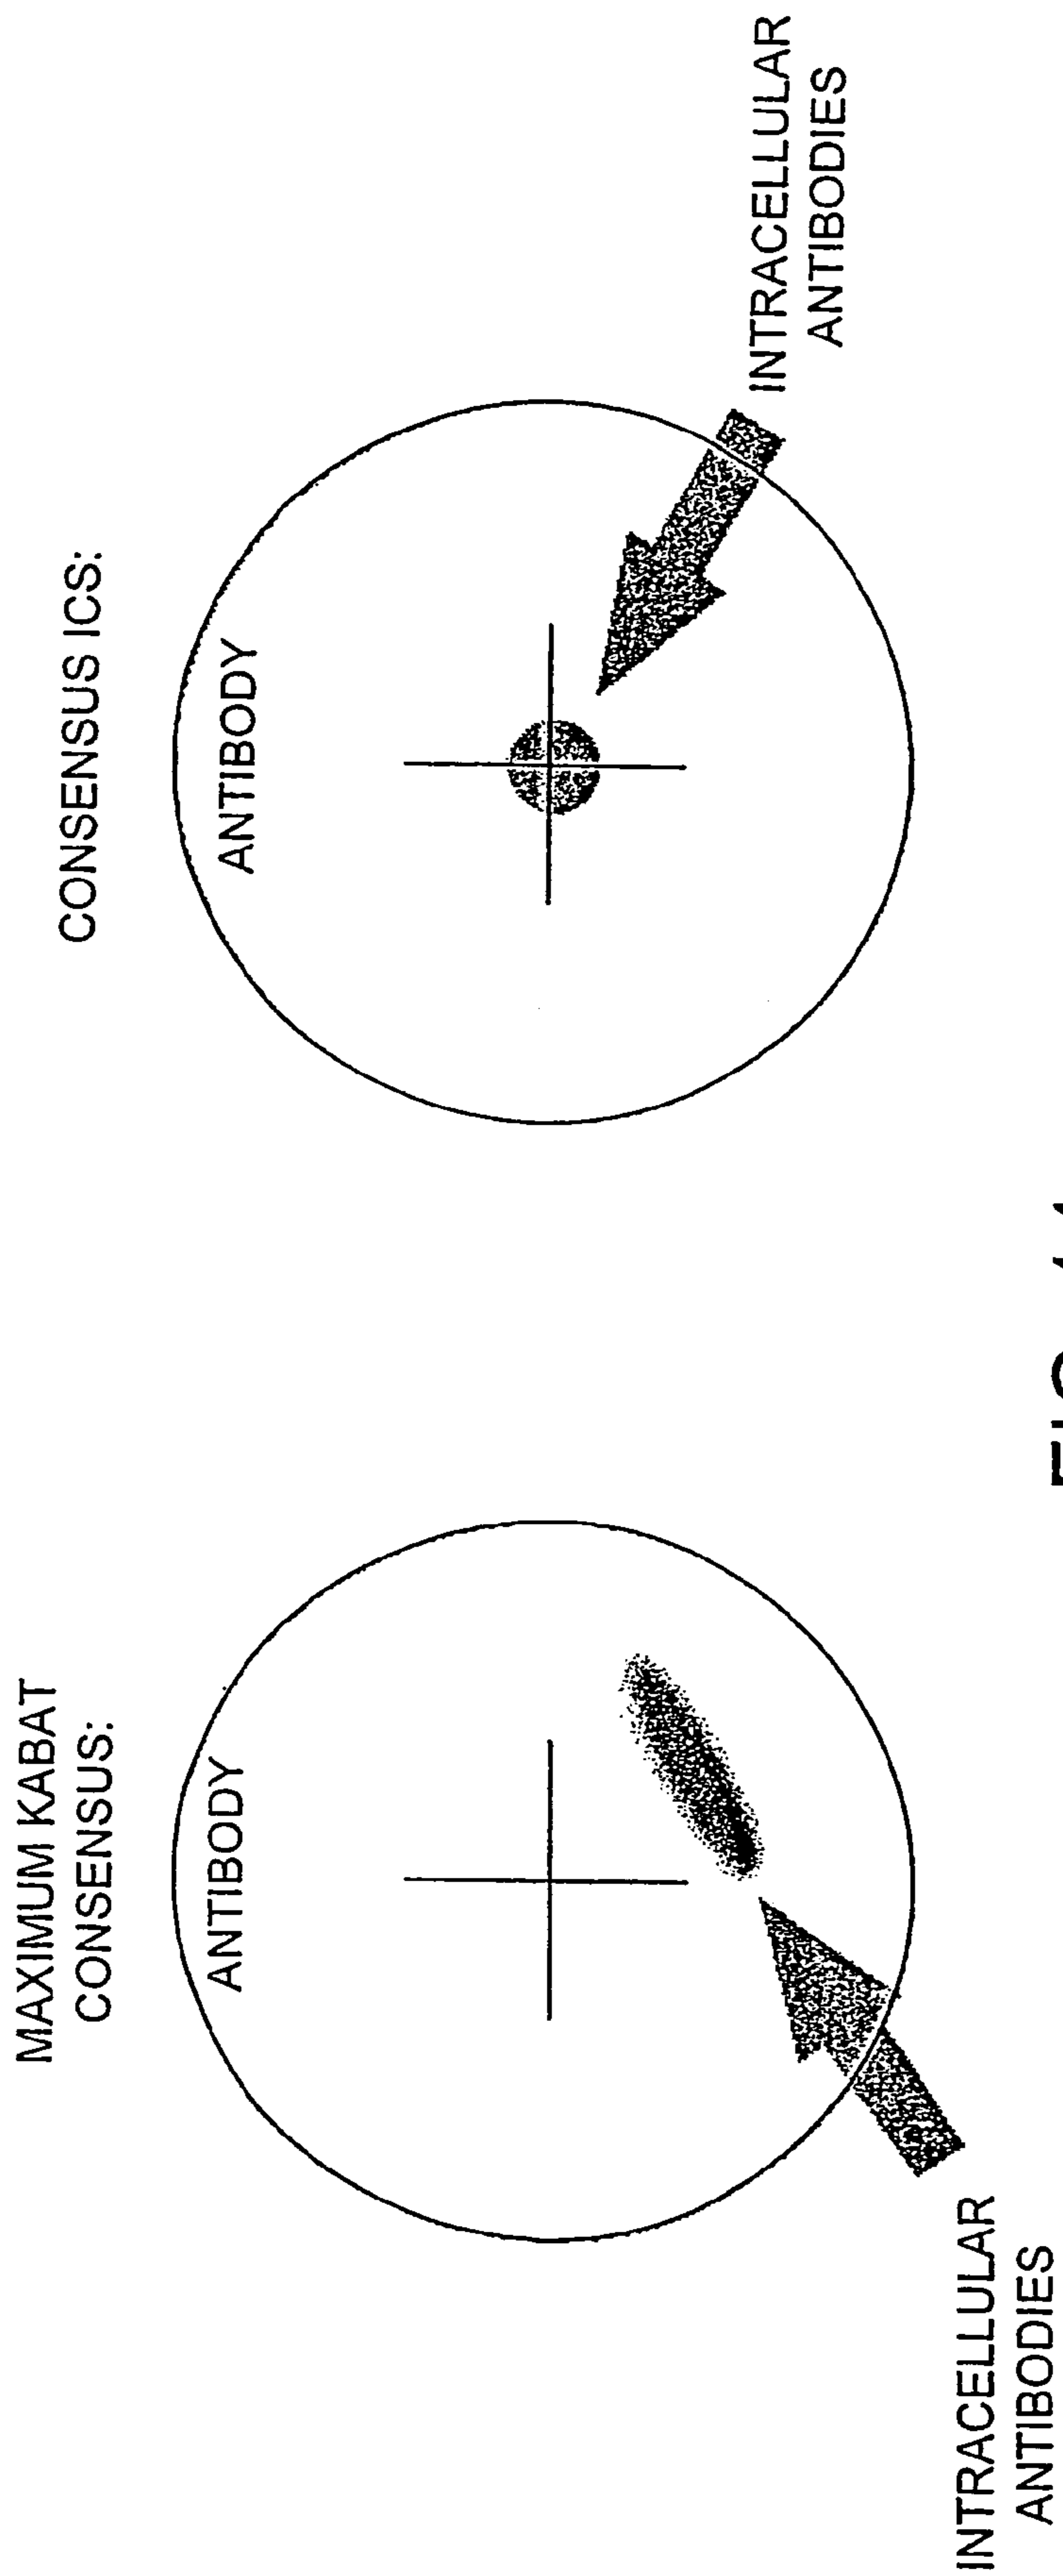 MAXIMUM KABAT
CONSENSUS:
ANTIBODY
INTRACELLULAR
ANTIBODIES
CONSENSUS ICS:
ANTIBODY
INTRACELLULAR
ANTIBODIES